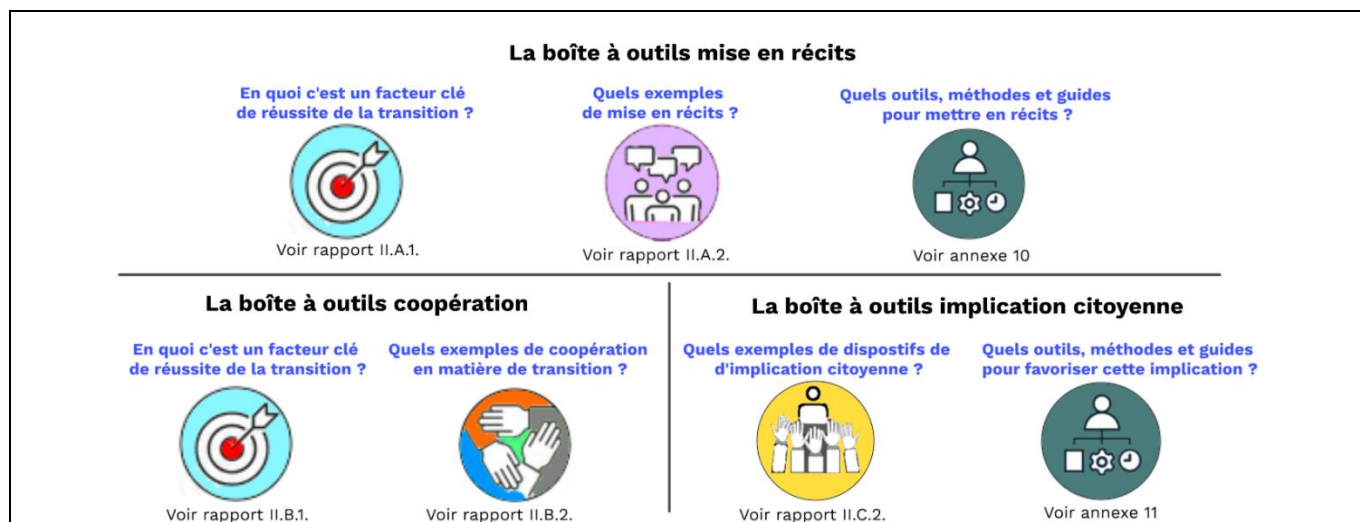 La boîte à outils mise en récits
En quoi c'est un facteur clé
de réussite de la transition ?
Voir rapport II.A.1.
Quels exemples
de mise en récits ?
Voir rapport II.A.2.
Quels outils, méthodes et guides
pour mettre en récits ?
Voir annexe 10
La boîte à outils coopération
En quoi c'est un facteur clé
de réussite de la transition ?
Voir rapport II.B.1.
Quels exemples de coopération
en matière de transition ?
Voir rapport II.B.2.
La boîte à outils implication citoyenne
Quels exemples de dispostifs de
d'implication citoyenne ?
Voir rapport II.C.2.
Quels outils, méthodes et guides
pour favoriser cette implication ?
Voir annexe 11